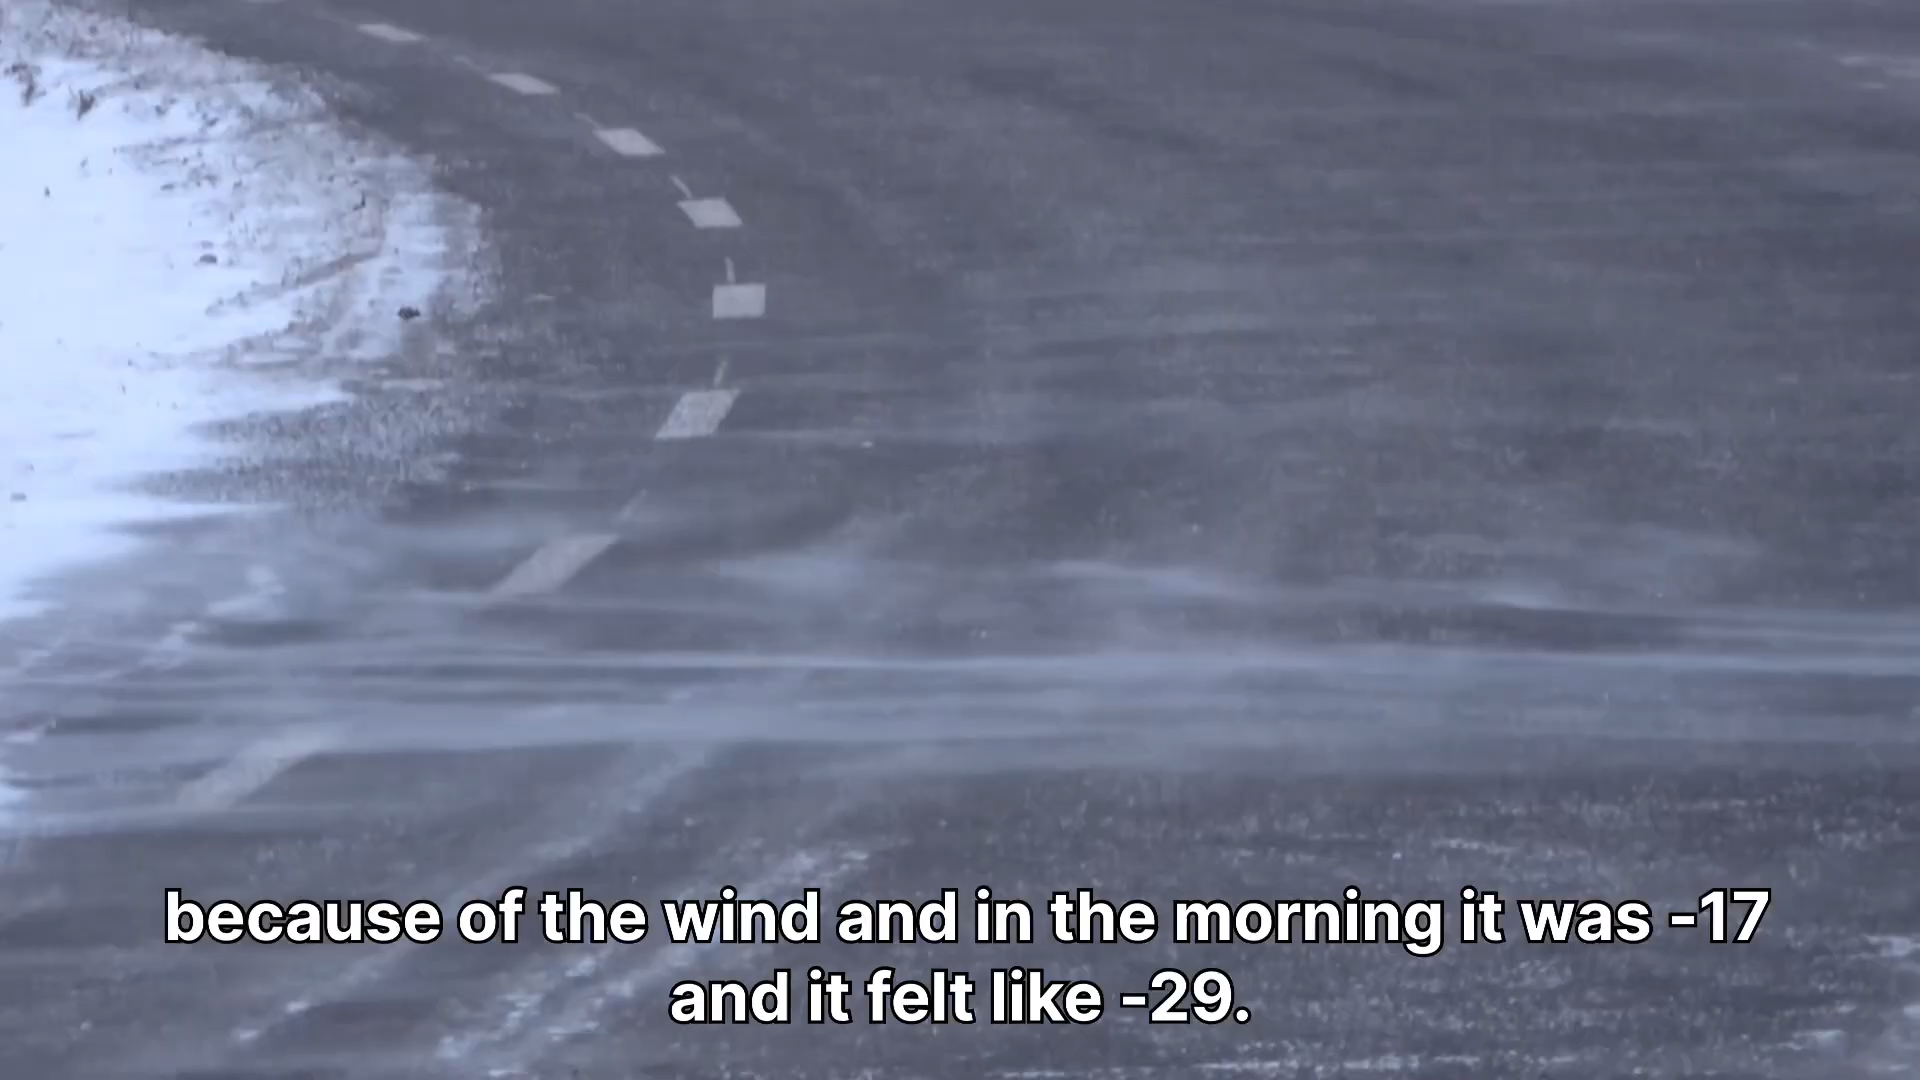 because of the wind and in the morning it was -17
and it felt like -29.